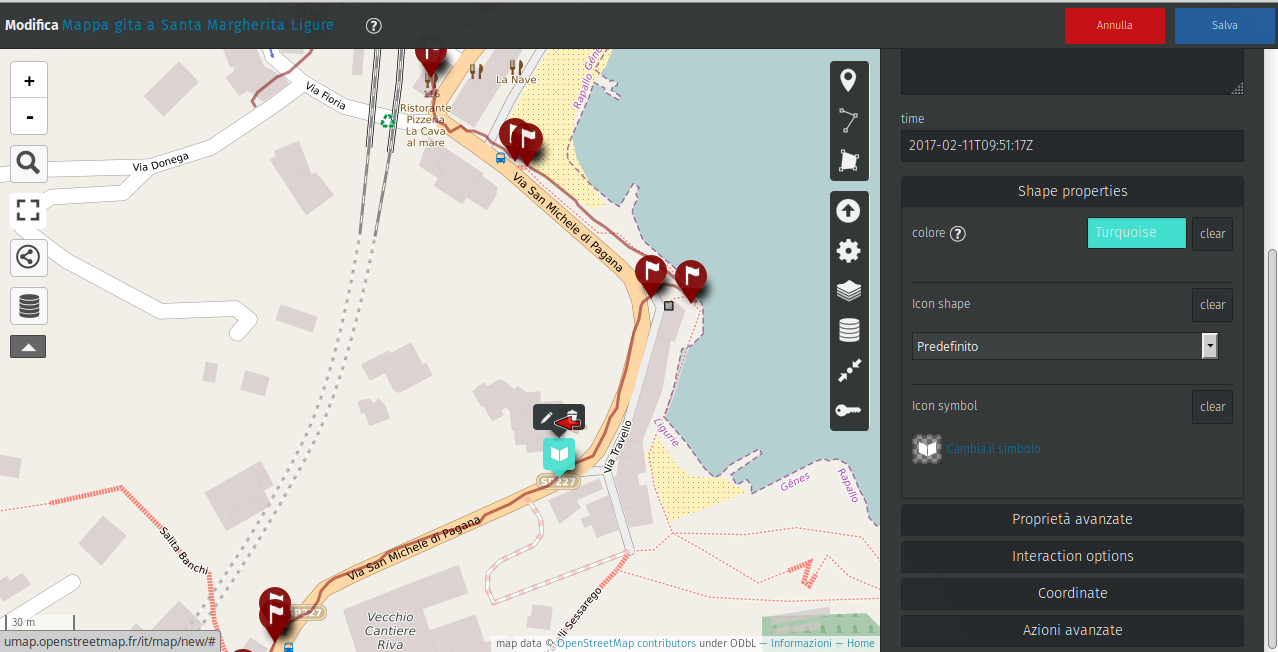 Modifica Mappa gita a Santa Margherita Ligure ?
Annulla
Salva
+
-
Via Fioria
Via Donega
116
Ristorante
Pizzeria
La Cava
al mare
La Nave
Rapallo
Gênes
Via San Michele di Pagana
Via Travello
Ligurie
Gênes
Rapallo
SP227
Via San Michele di Pagana
Salita Banchi
SP227
Vecchio
Cantiere
Riva
30 m
umap.openstreetmap.fr/it/map/new/#
map data © OpenStreetMap contributors under ODbL — Informazioni — Home
time
2017-02-11T09:51:17Z
Shape properties
colore ?
Turquoise
clear
Icon shape
clear
Predefinito
Icon symbol
clear
Cambia il simbolo
Proprietà avanzate
Interaction options
Coordinate
Azioni avanzate